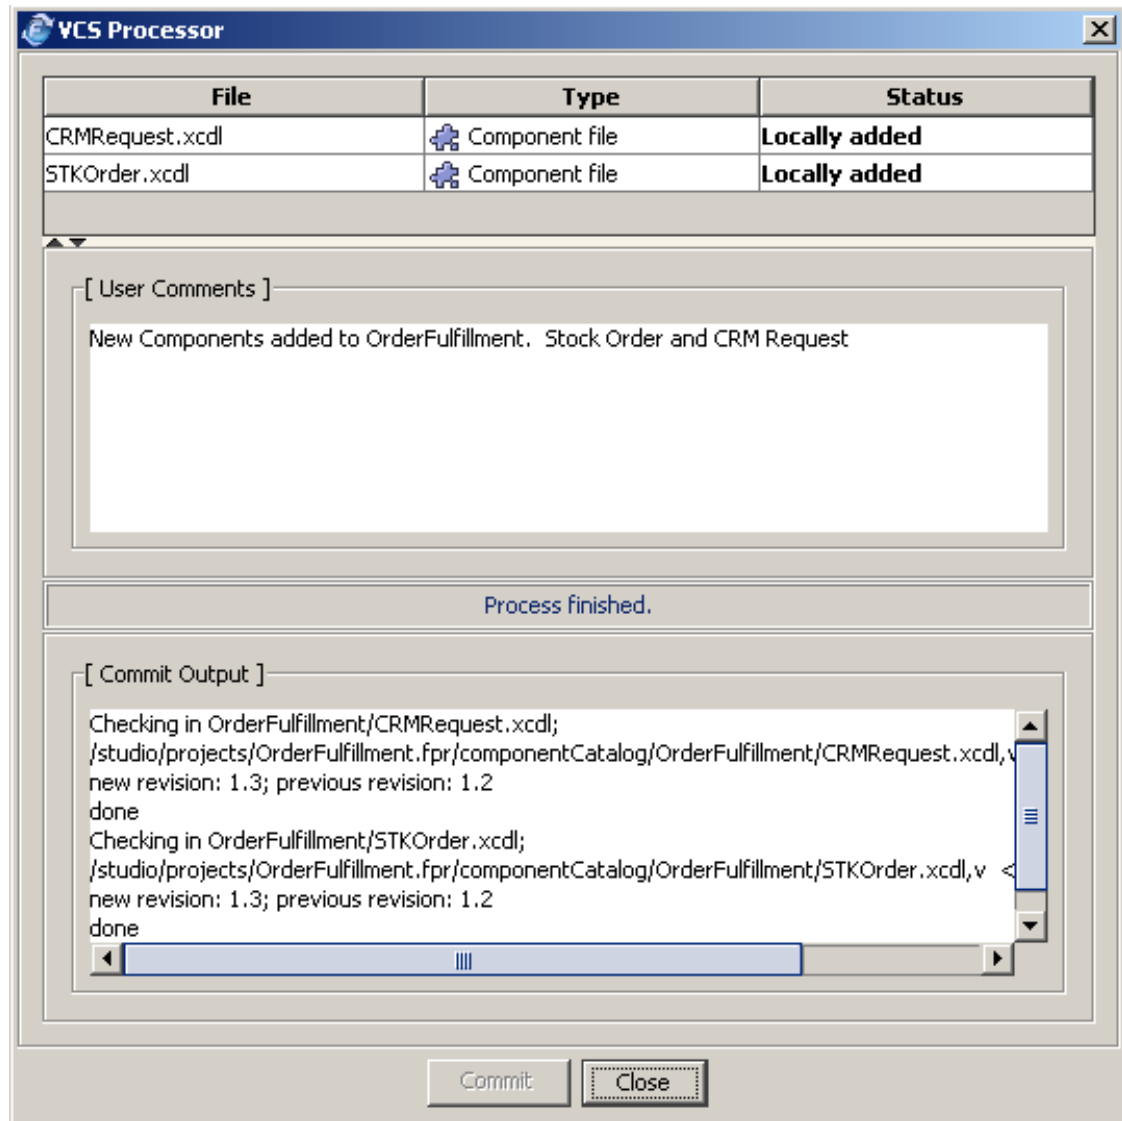 VCS Processor
File Type Status
CRMRequest.xcdl Component file Locally added
STKOrder.xcdl Component file Locally added
[ User Comments ]
New Components added to OrderFulfillment.  Stock Order and CRM Request
Process finished.
[ Commit Output ]
Checking in OrderFulfillment/CRMRequest.xcdl;
/studio/projects/OrderFulfillment.fpr/componentCatalog/OrderFulfillment/CRMRequest.xcdl,v
new revision: 1.3; previous revision: 1.2
done
Checking in OrderFulfillment/STKOrder.xcdl;
/studio/projects/OrderFulfillment.fpr/componentCatalog/OrderFulfillment/STKOrder.xcdl,v  <
new revision: 1.3; previous revision: 1.2
done
Commit Close